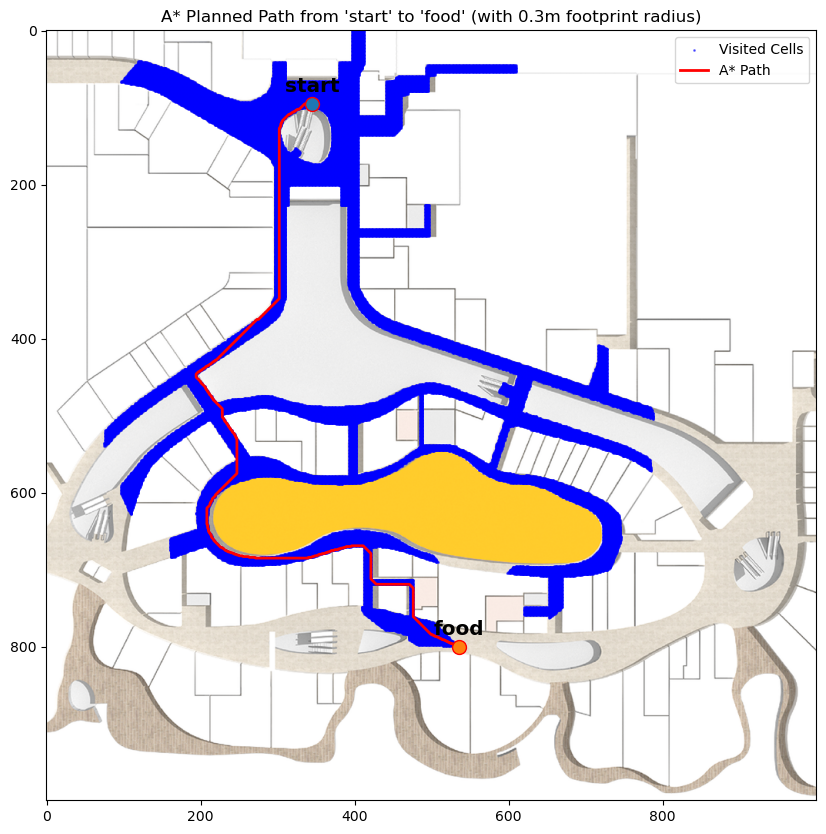 A* Planned Path from 'start' to 'food' (with 0.3m footprint radius)
Visited Cells
A* Path
start
food
0
200
400
600
800
0
200
400
600
800